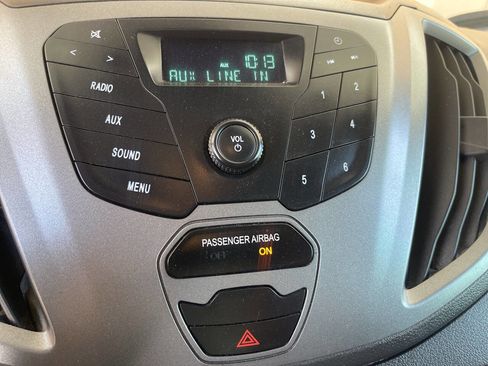 AUX 10:13
AUX LINE IN
< >
RADIO
AUX
SOUND
MENU
VOL
1 2
3 4
5 6
PASSENGER AIRBAG
OFF ON